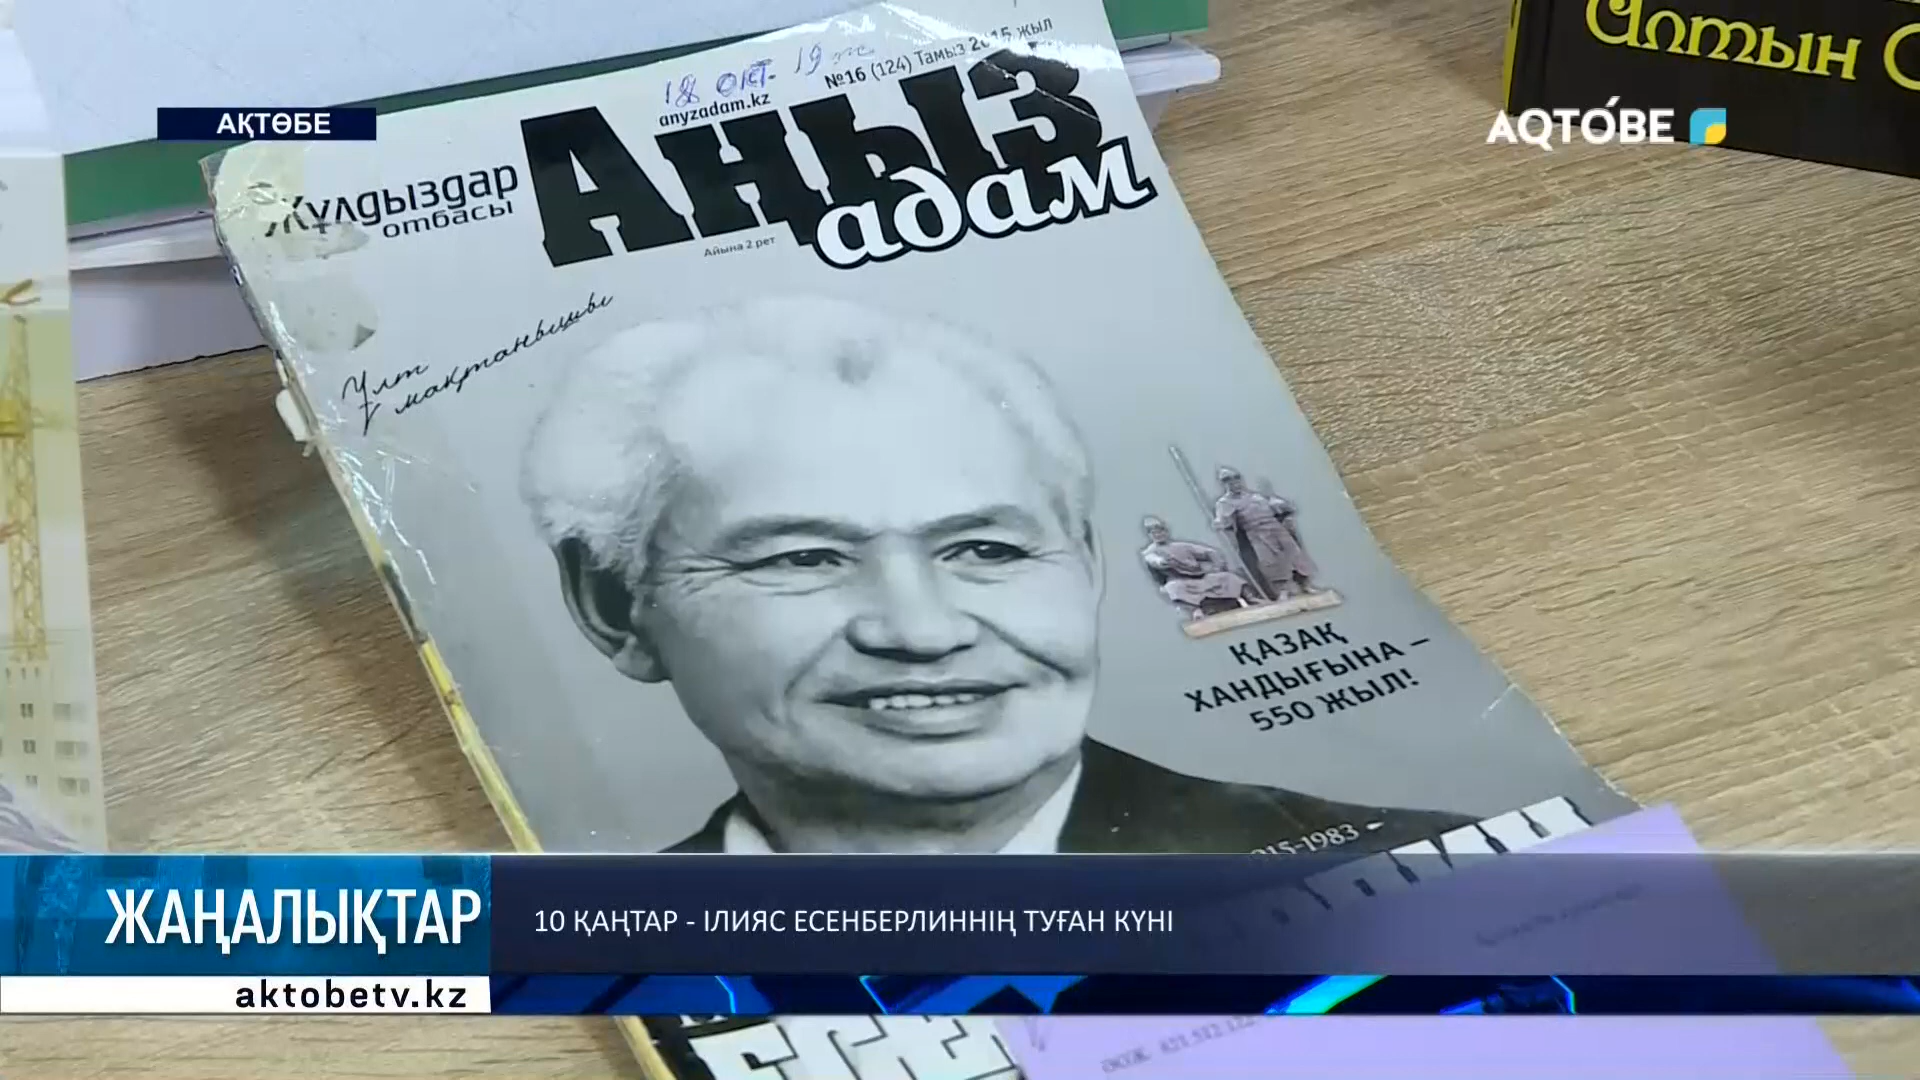 18 окт.
№16 (124) Тамыз 2015 жыл
anyzadam.kz
Алтын
АҚТӨБЕ
AQTÓBE
Жұлдыздар
отбасы
Аңыз
адам
Айына 2 рет
Ұлт
мақтанышы
ҚАЗАҚ
ХАНДЫҒЫНА –
550 ЖЫЛ!
1915-1983
ЖАҢАЛЫҚТАР
10 ҚАҢТАР - ІЛИЯС ЕСЕНБЕРЛИННІҢ ТУҒАН КҮНІ
aktobetv.kz